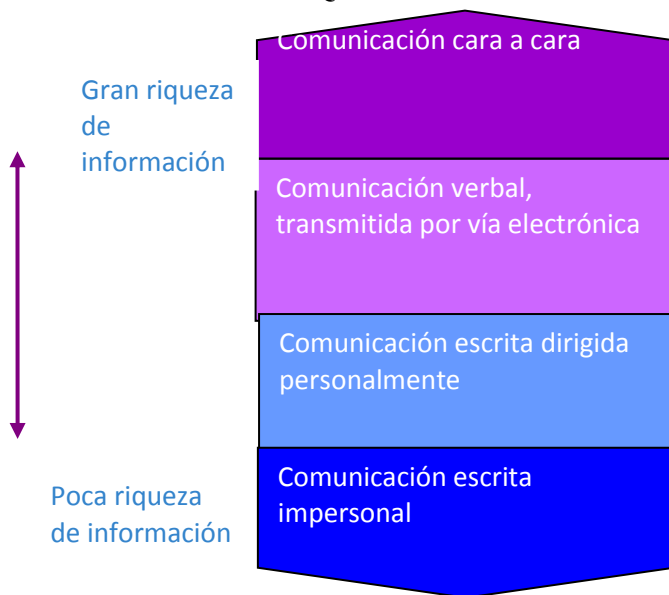 Comunicación cara a cara
Gran riqueza
de
información
Comunicación verbal,
transmitida por vía electrónica
Comunicación escrita dirigida
personalmente
Comunicación escrita
impersonal
Poca riqueza
de información